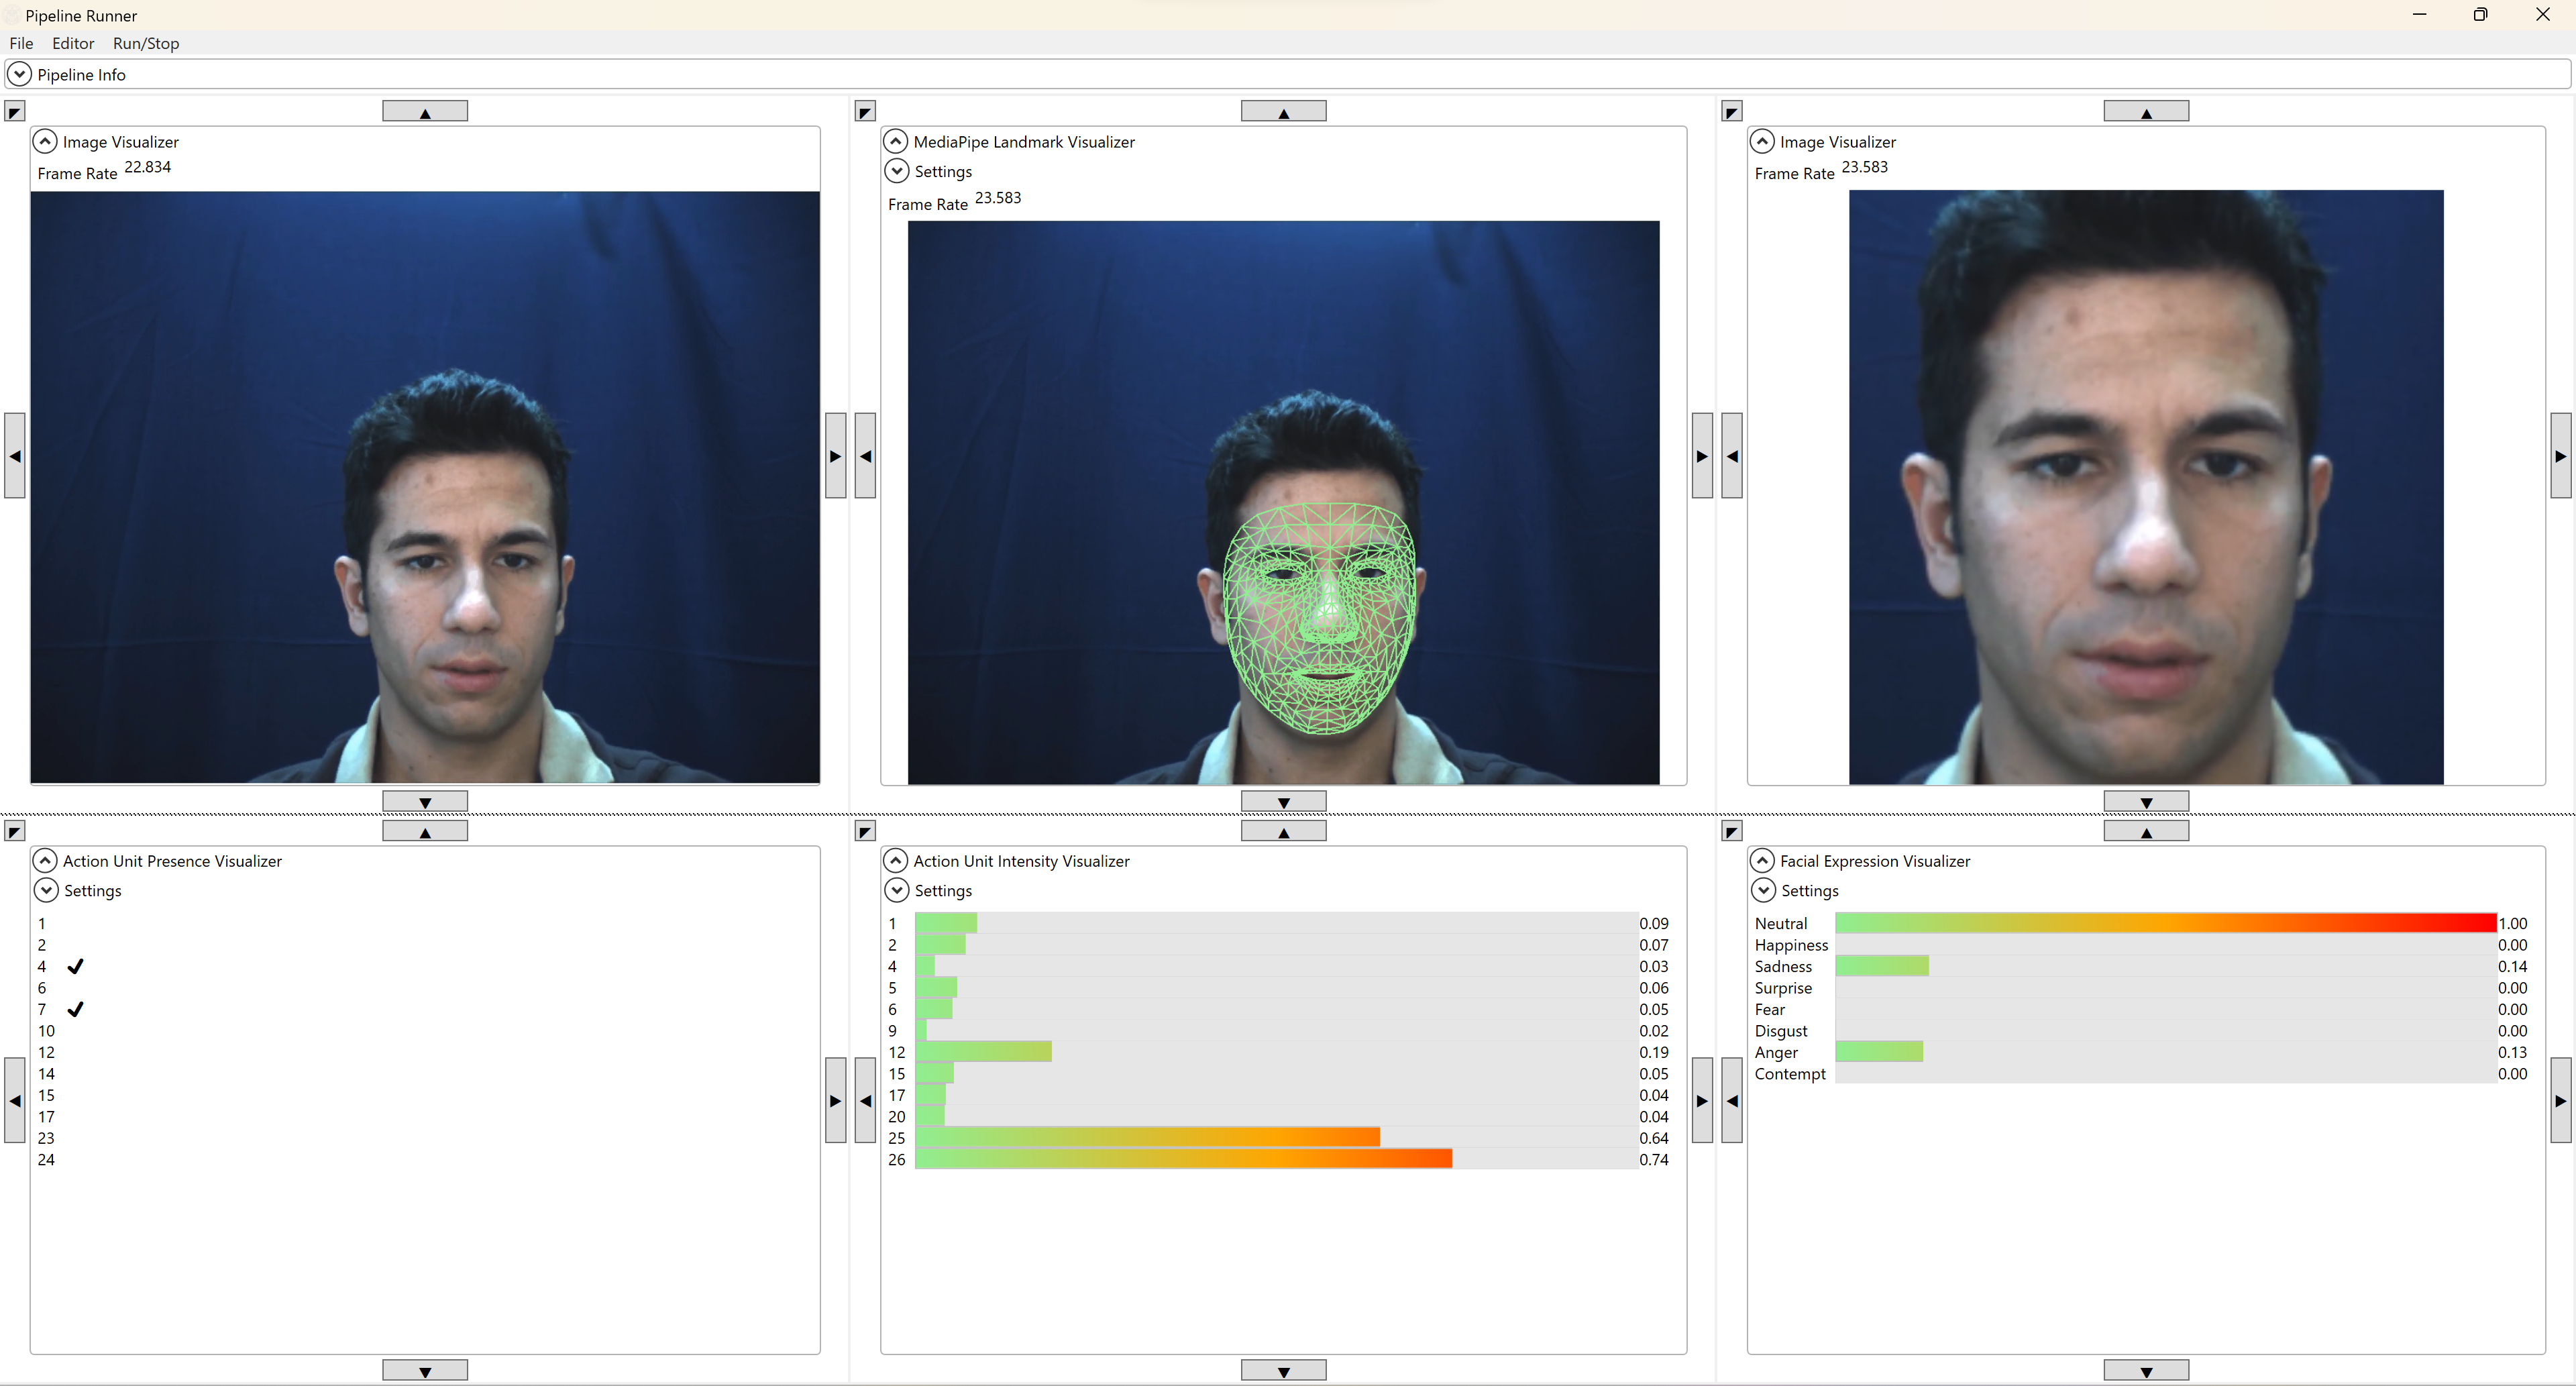 Pipeline Runner
File Editor Run/Stop
Pipeline Info
Image Visualizer
Frame Rate 22.834
MediaPipe Landmark Visualizer
Settings
Frame Rate 23.583
Image Visualizer
Frame Rate 23.583
Action Unit Presence Visualizer
Settings
1
2
4 ✔
6
7 ✔
10
12
14
15
17
23
24
Action Unit Intensity Visualizer
Settings
1 0.09
2 0.07
4 0.03
5 0.06
6 0.05
9 0.02
12 0.19
15 0.05
17 0.04
20 0.04
25 0.64
26 0.74
Facial Expression Visualizer
Settings
Neutral 1.00
Happiness 0.00
Sadness 0.14
Surprise 0.00
Fear 0.00
Disgust 0.00
Anger 0.13
Contempt 0.00